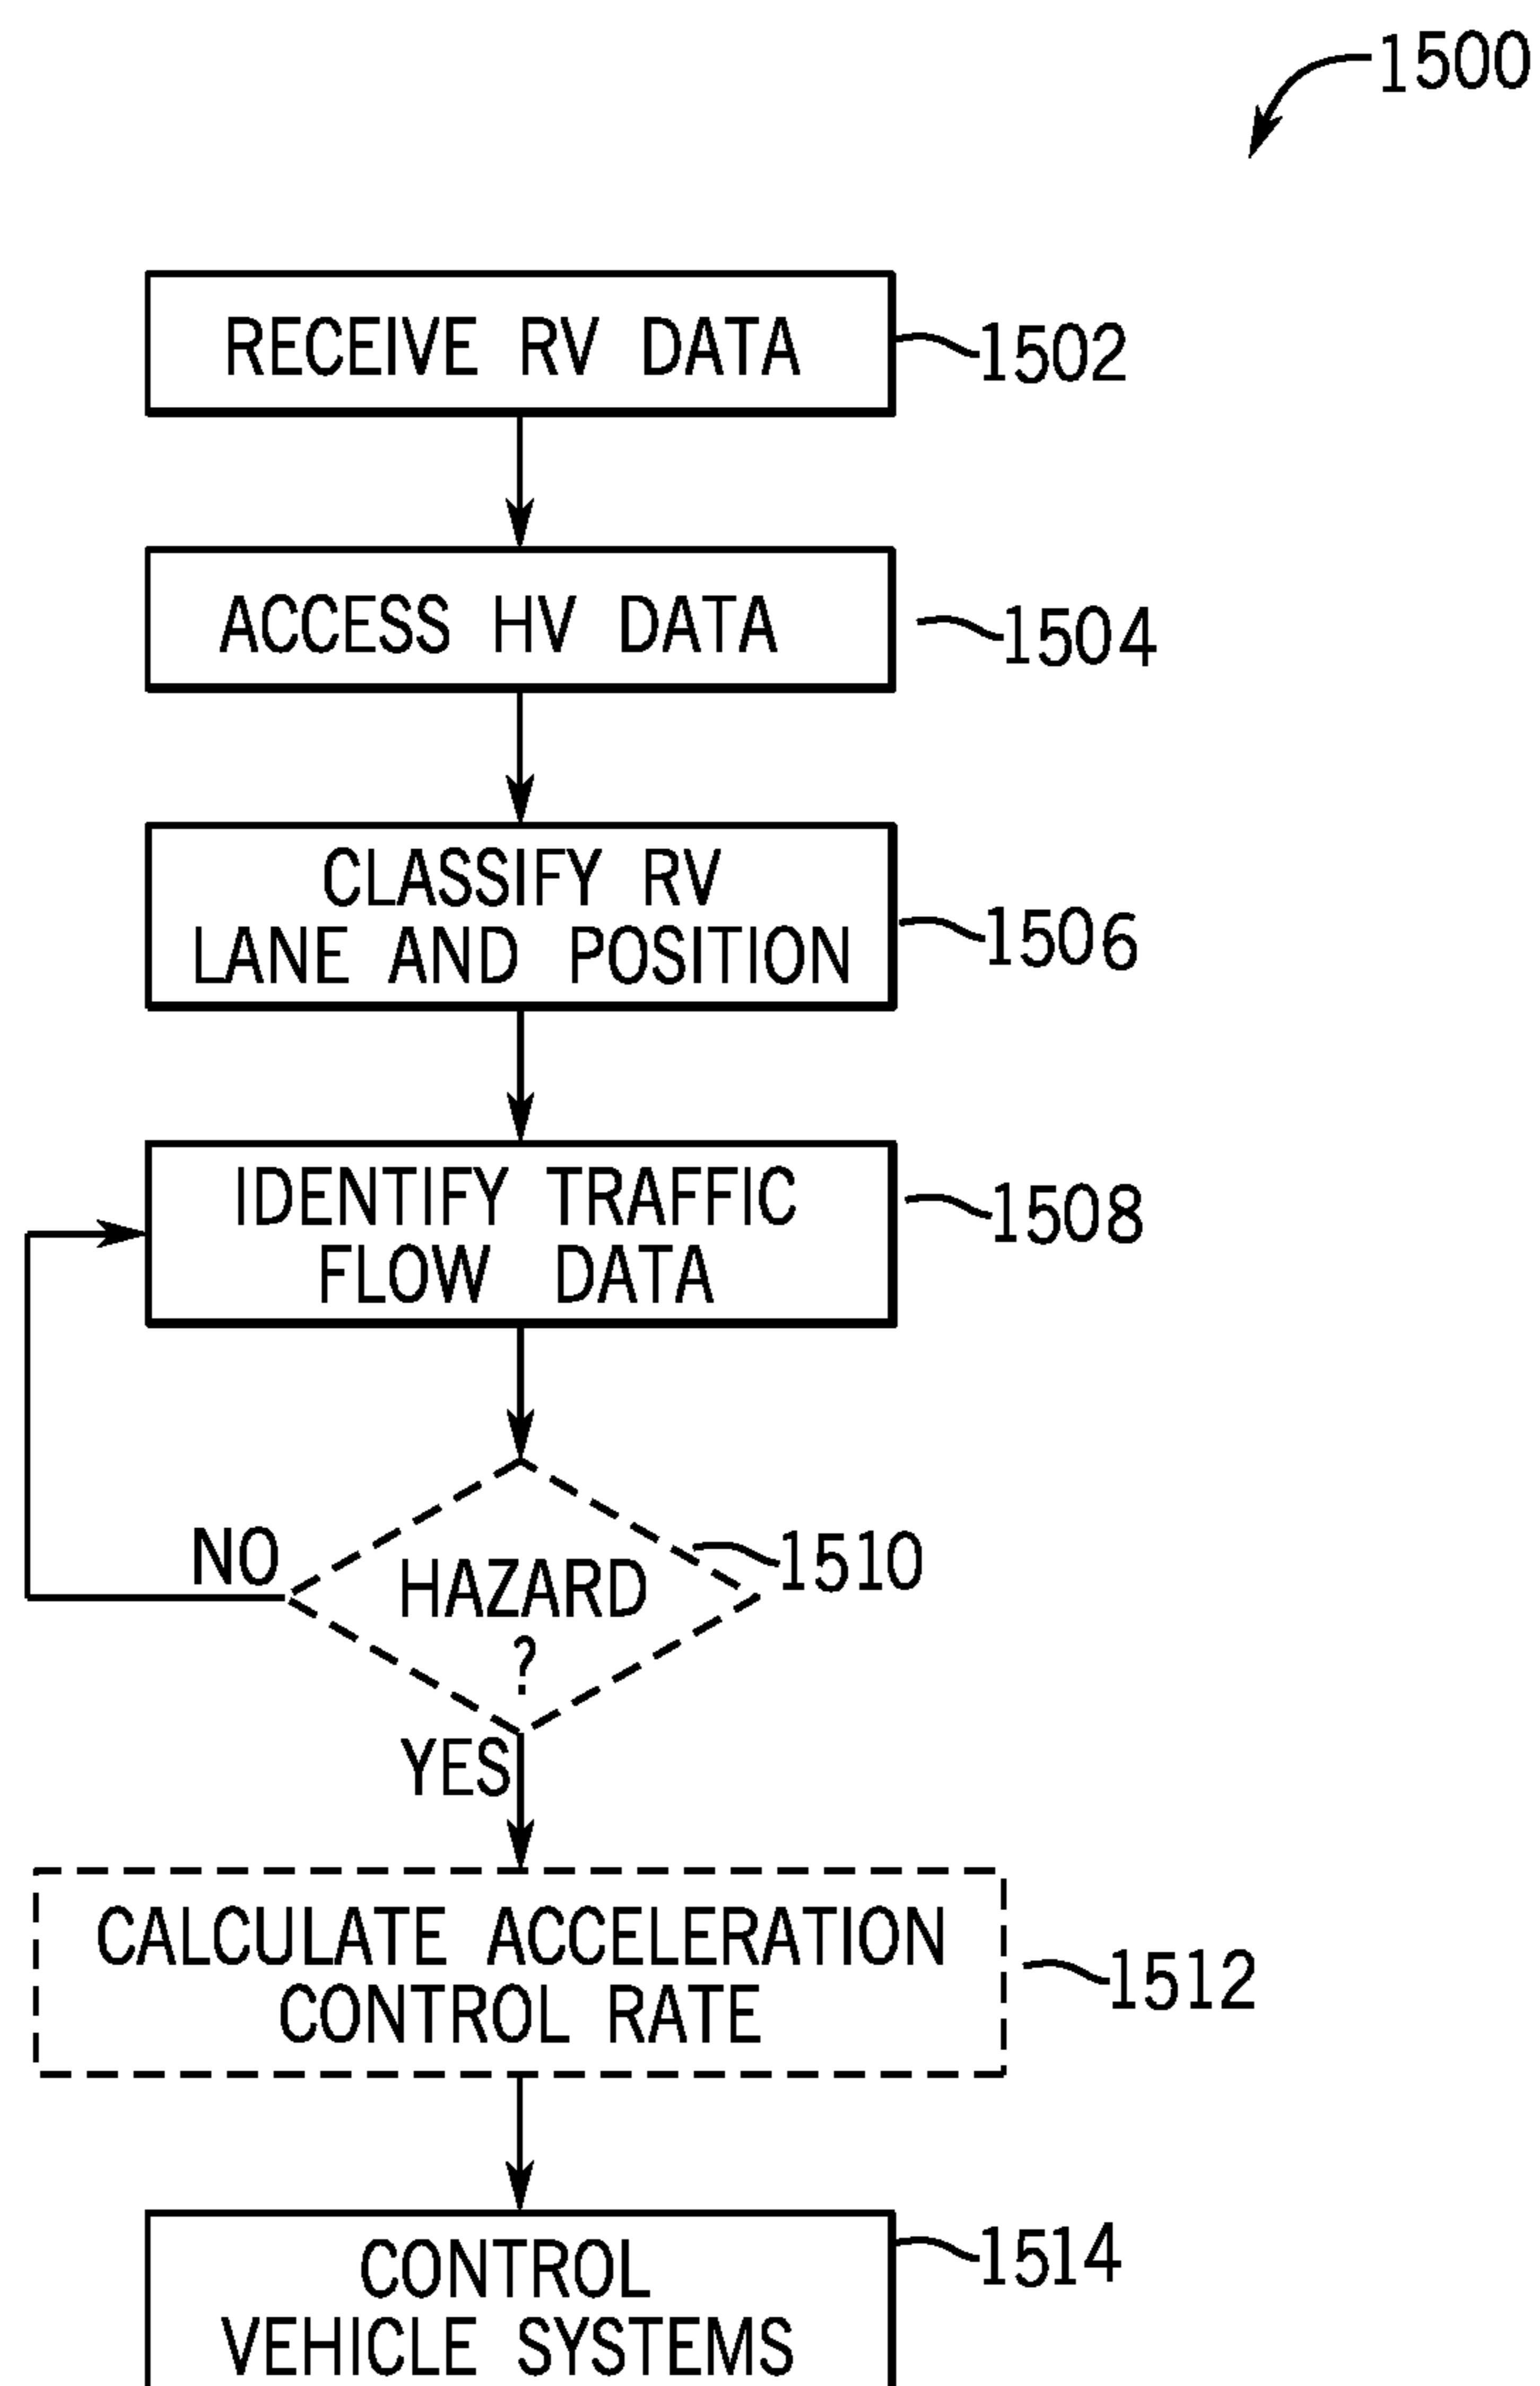 1500
RECEIVE RV DATA
1502
ACCESS HV DATA
1504
CLASSIFY RV
LANE AND POSITION
1506
IDENTIFY TRAFFIC
FLOW DATA
1508
NO
HAZARD
?
1510
YES
CALCULATE ACCELERATION
CONTROL RATE
1512
CONTROL
VEHICLE SYSTEMS
1514